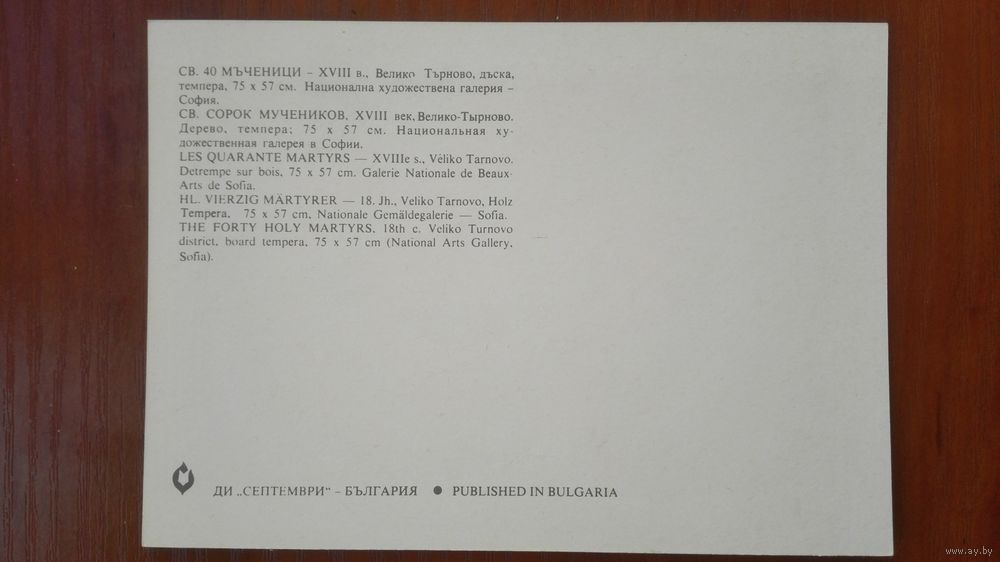 СВ. 40 МЪЧЕНИЦИ – XVIII в., Велико Търново, дъска,
темпера, 75 x 57 см. Национална художествена галерия –
София.
СВ. СОРОК МУЧЕНИКОВ, XVIII век, Велико-Тырново.
Дерево, темпера; 75 x 57 см. Национальная ху-
дожественная галерея в Софии.
LES QUARANTE MARTYRS — XVIIIe s., Véliko Tarnovo.
Detrempe sur bois, 75 x 57 cm. Galerie Nationale de Beaux-
Arts de Sofia.
HL. VIERZIG MÄRTYRER — 18. Jh., Veliko Tarnovo, Holz
Tempera, 75 x 57 cm, Nationale Gemäldegalerie — Sofia.
THE FORTY HOLY MARTYRS, 18th c. Veliko Turnovo
district, board tempera, 75 x 57 cm (National Arts Gallery,
Sofia).
ДИ „СЕПТЕМВРИ“ – БЪЛГАРИЯ ● PUBLISHED IN BULGARIA
www.ay.by